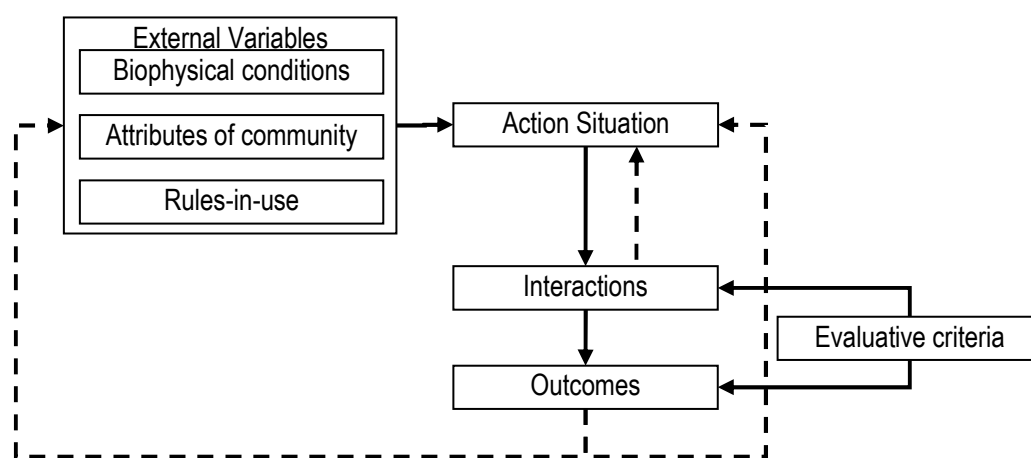 External Variables
Biophysical conditions
Attributes of community
Rules-in-use
Action Situation
Interactions
Evaluative criteria
Outcomes